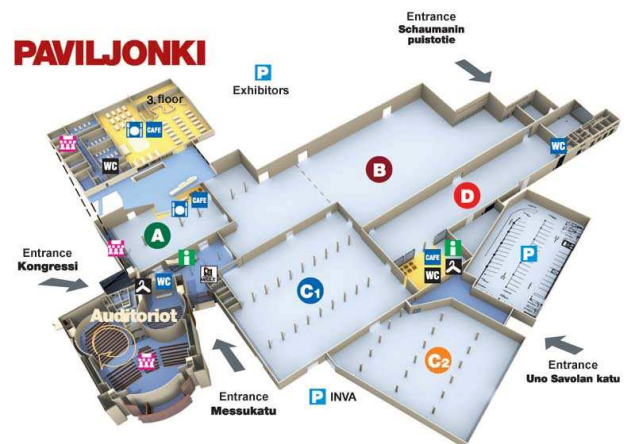 PAVILJONKI
Entrance
Schaumanin
puistotie
P
Exhibitors
3. floor
CAFE
WC
B
WC
CAFE
A
D
Entrance
Kongressi
i
WC
C1
i
CAFE
WC
P
Auditoriot
C2
Entrance
Messukatu
P INVA
Entrance
Uno Savolan katu